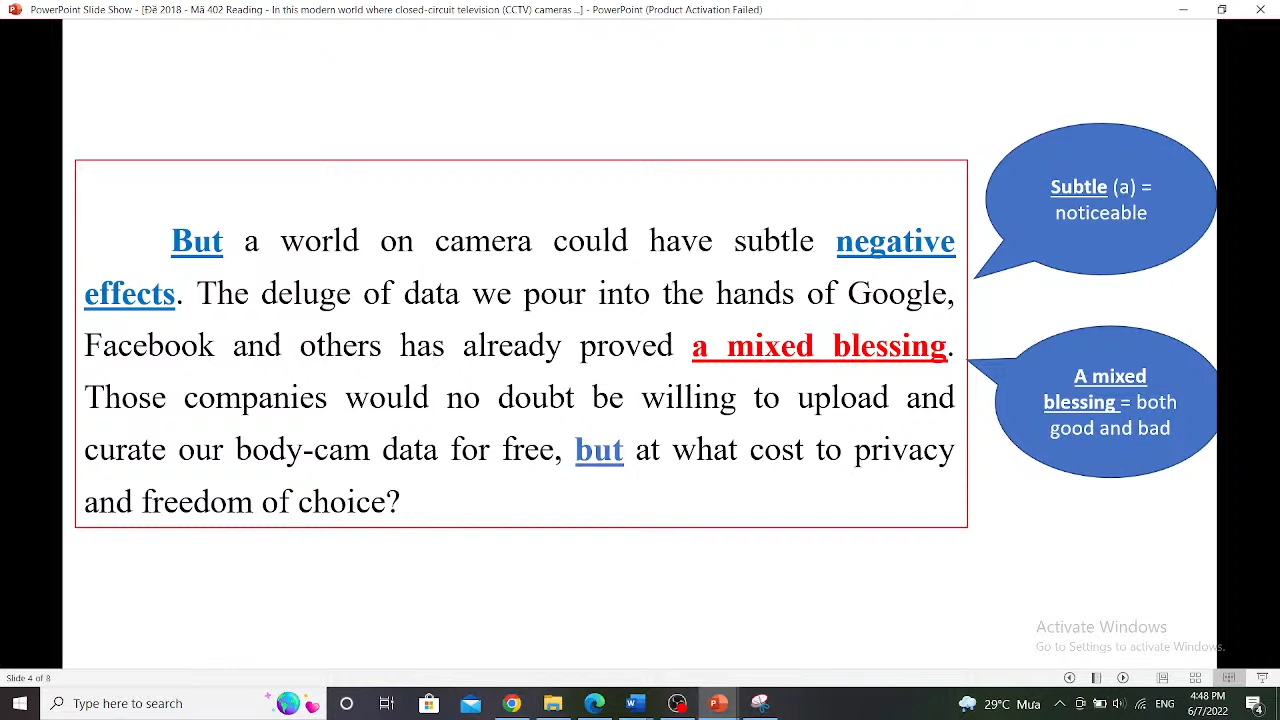 PowerPoint Slide Show - [Đề 2018 - Mã 402 Reading - In this modern world where closed-circuit television (CCTV) cameras ...] - PowerPoint (Product Activation Failed)
Subtle (a) =
noticeable
But a world on camera could have subtle negative
effects. The deluge of data we pour into the hands of Google,
Facebook and others has already proved a mixed blessing.
Those companies would no doubt be willing to upload and
curate our body-cam data for free, but at what cost to privacy
and freedom of choice?
A mixed
blessing = both
good and bad
Activate Windows
Go to Settings to activate Windows.
Slide 4 of 8
Type here to search
29°C Mưa
ENG
4:48 PM
6/7/2022
4